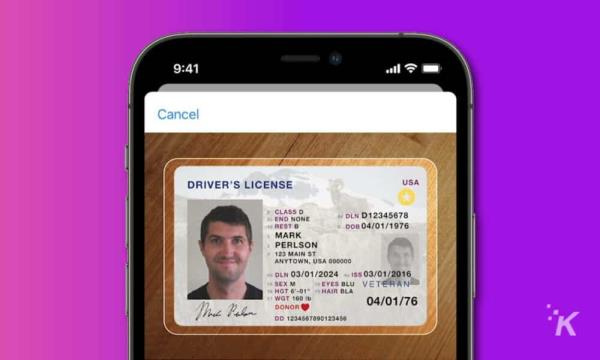 9:41
Cancel
DRIVER'S LICENSE
USA
CLASS D
END NONE
REST B
DLN D12345678
DOB 04/01/1976
MARK
PERLSON
123 MAIN ST
ANYTOWN, USA 000000
DLN 03/01/2024
ISS 03/01/2016
SEX M
EYES BLU
VETERAN
HGT 6'-01"
HAIR BLA
WGT 160 lb
04/01/76
DONOR
Mark Perlson
DD 1234567890123456
K